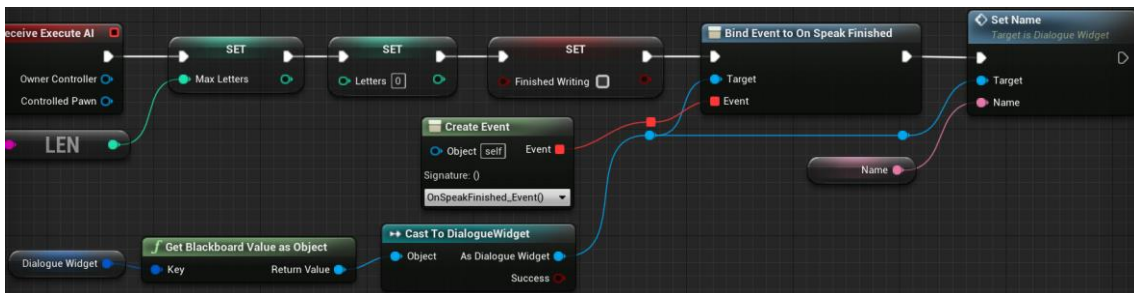 eceive Execute AI
Owner Controller
Controlled Pawn
LEN
SET
Max Letters
SET
Letters 0
SET
Finished Writing
Bind Event to On Speak Finished
Target
Event
Set Name
Target is Dialogue Widget
Target
Name
Name
Create Event
Object self Event
Signature: ()
OnSpeakFinished_Event()
Dialogue Widget
f Get Blackboard Value as Object
Key Return Value
Cast To DialogueWidget
Object As Dialogue Widget
Success